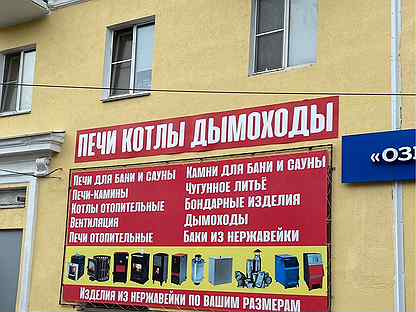 ПЕЧИ КОТЛЫ ДЫМОХОДЫ
Печи для бани и сауны
Печи-камины
Котлы отопительные
Вентиляция
Печи отопительные
Камни для бани и сауны
Чугунное литьё
Бондарные изделия
Дымоходы
Баки из нержавейки
Изделия из нержавейки по вашим размерам
«ОЗ